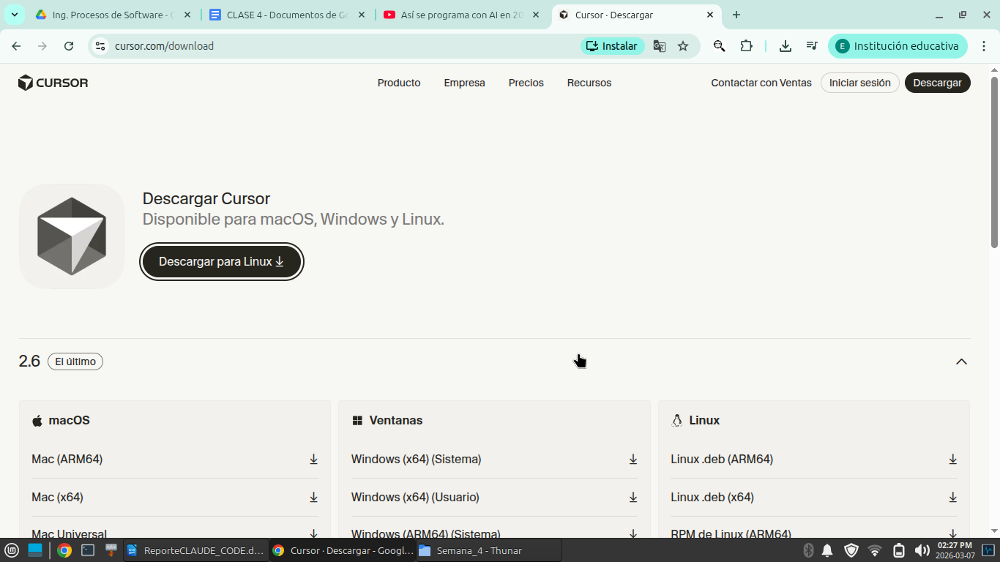 Ing. Procesos de Software - C
CLASE 4 - Documentos de Go
Así se programa con AI en 20
Cursor · Descargar
cursor.com/download
Instalar
E Institución educativa
CURSOR
Producto
Empresa
Precios
Recursos
Contactar con Ventas
Iniciar sesión
Descargar
Descargar Cursor
Disponible para macOS, Windows y Linux.
Descargar para Linux
2.6 El último
macOS
Mac (ARM64)
Mac (x64)
Mac Universal
Ventanas
Windows (x64) (Sistema)
Windows (x64) (Usuario)
Windows (ARM64) (Sistema)
Linux
Linux .deb (ARM64)
Linux .deb (x64)
RPM de Linux (ARM64)
ReporteCLAUDE_CODE.d...
Cursor · Descargar - Googl...
Semana_4 - Thunar
02:27 PM
2026-03-07